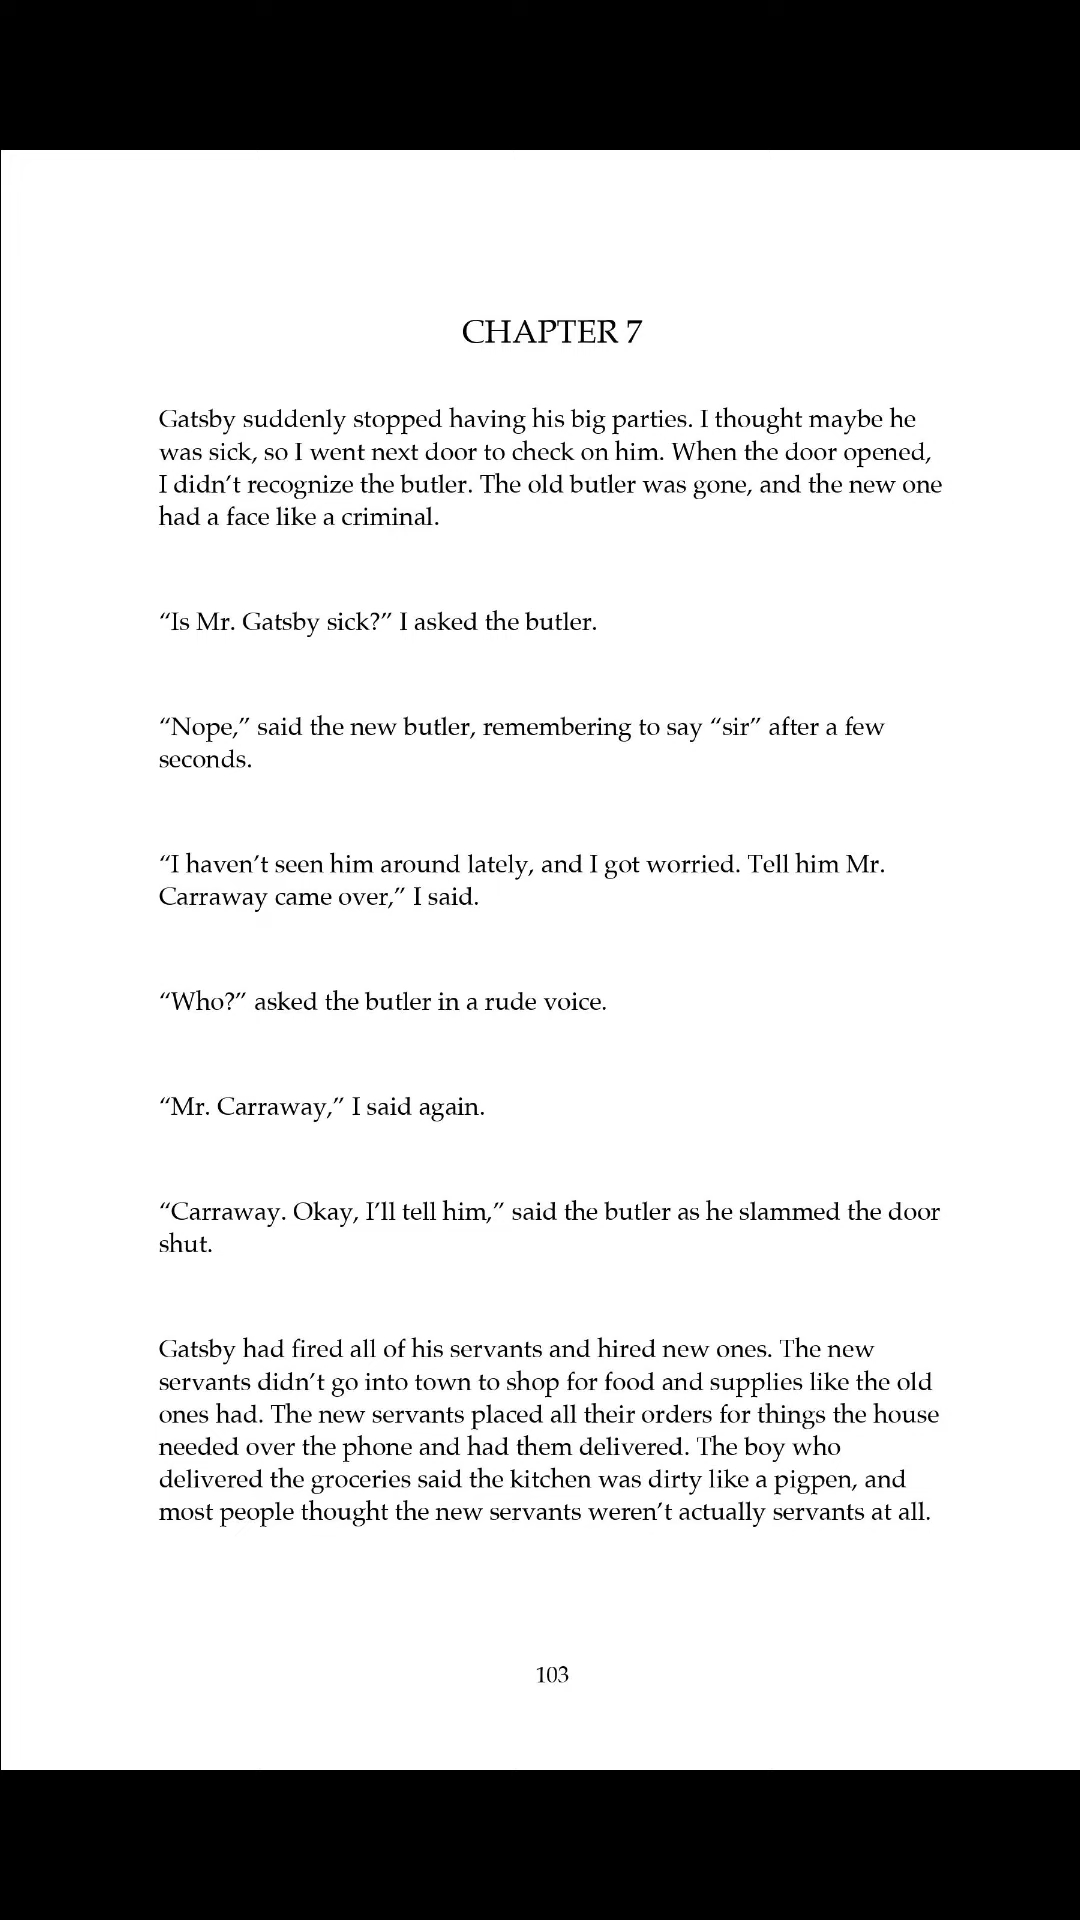 CHAPTER 7
Gatsby suddenly stopped having his big parties. I thought maybe he
was sick, so I went next door to check on him. When the door opened,
I didn’t recognize the butler. The old butler was gone, and the new one
had a face like a criminal.
“Is Mr. Gatsby sick?” I asked the butler.
“Nope,” said the new butler, remembering to say “sir” after a few
seconds.
“I haven’t seen him around lately, and I got worried. Tell him Mr.
Carraway came over,” I said.
“Who?” asked the butler in a rude voice.
“Mr. Carraway,” I said again.
“Carraway. Okay, I’ll tell him,” said the butler as he slammed the door
shut.
Gatsby had fired all of his servants and hired new ones. The new
servants didn’t go into town to shop for food and supplies like the old
ones had. The new servants placed all their orders for things the house
needed over the phone and had them delivered. The boy who
delivered the groceries said the kitchen was dirty like a pigpen, and
most people thought the new servants weren’t actually servants at all.
103